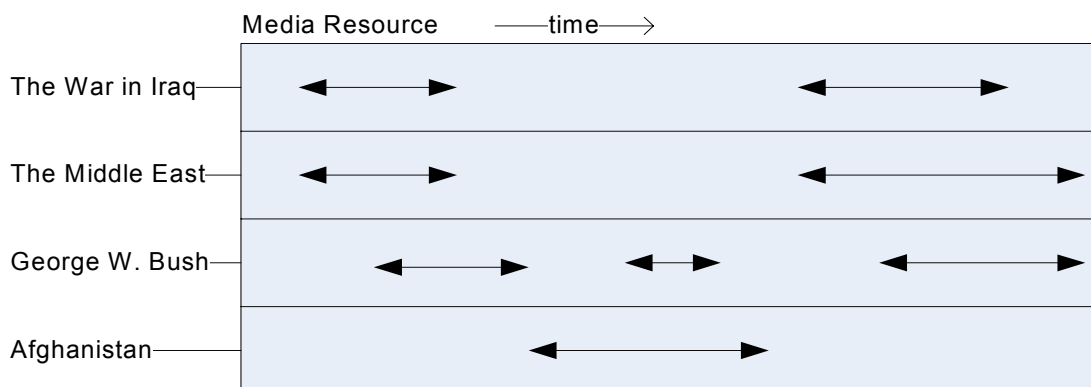 Media Resource time
The War in Iraq
The Middle East
George W. Bush
Afghanistan